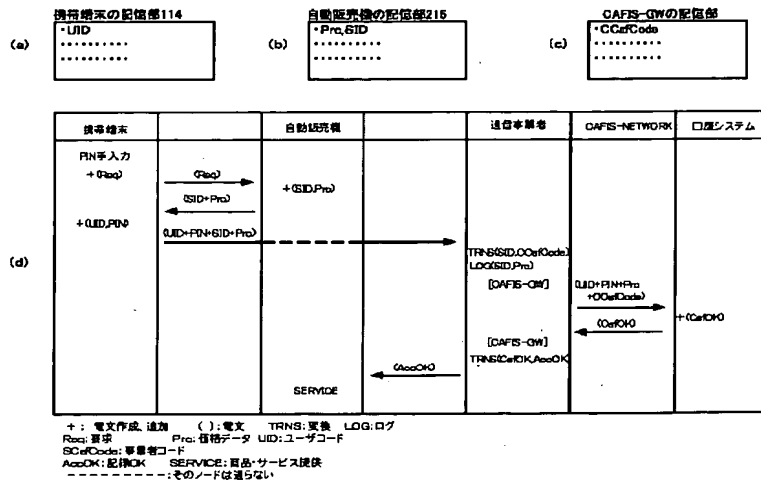 携帯端末の記憶部114
自動販売機の記憶部215
CAFIS-GWの記憶部
(a)
・UID
(b)
・Pro,SID
(c)
・CCafCode
携帯端末
自動販売機
通信事業者
CAFIS-NETWORK
口座システム
PIN手入力
+(Req)
(Req)
+(SID,Pro)
(SID+Pro)
+(UID,PIN)
(UID+PIN+SID+Pro)
(d)
TRNS(SID,CCafCode)
LOG(SID,Pro)
[CAFIS-GW]
(UID+PIN+Pro
+CCafCode)
+(CafOK)
(CafOK)
[CAFIS-GW]
TRNS(CafOK,AccOK)
(AccOK)
SERVICE
+: 電文作成、追加 ( ):電文 TRNS:変換 LOG:ログ
Req:要求 Pro:価格データ UID:ユーザコード
SCafCode:事業者コード
AccOK:記録OK SERVICE:商品・サービス提供
----------:そのノードは通らない